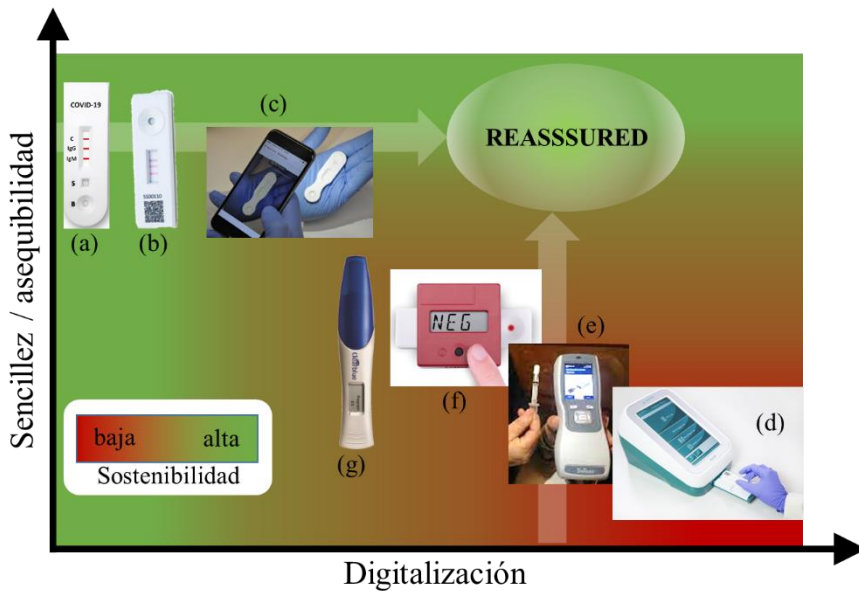 Sencillez / asequibilidad
COVID-19
C
IgG
IgM
S
B
(a)
(b)
(c)
REASSSURED
(g)
NEG
(f)
(e)
(d)
baja alta
Sostenibilidad
Digitalización